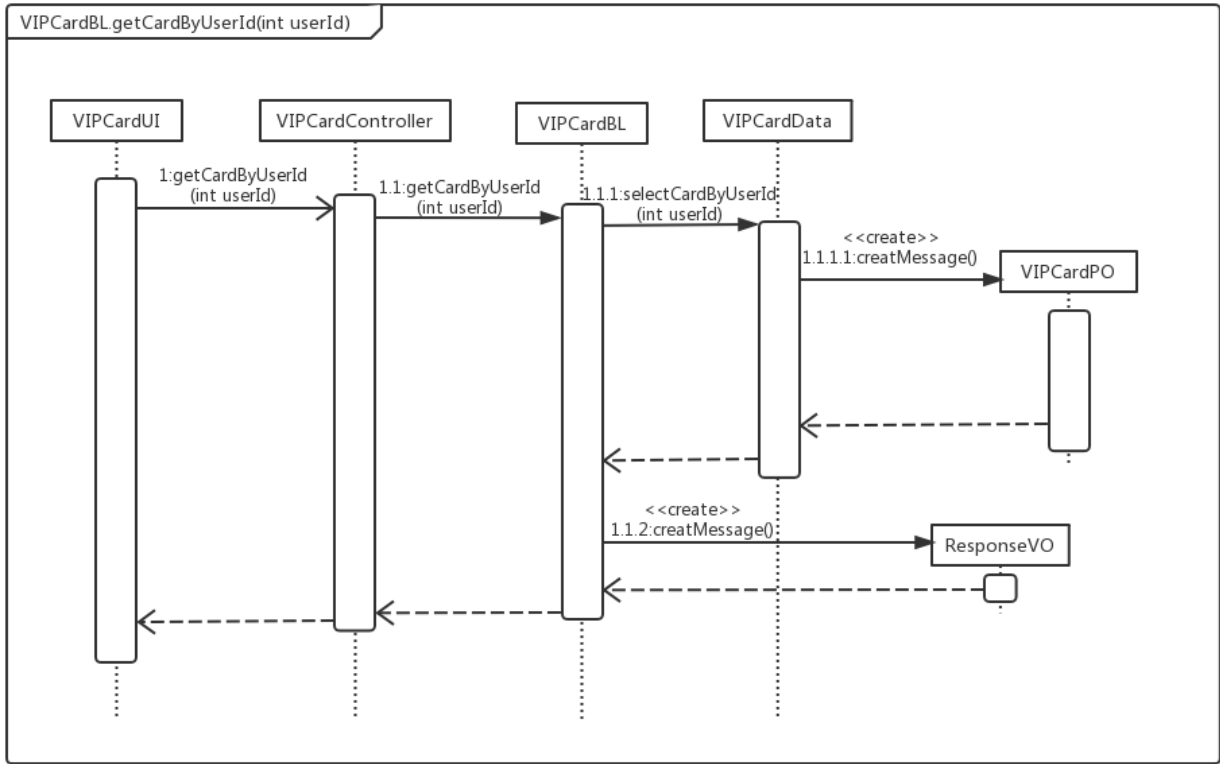 VIPCardBL.getCardByUserId(int userId)
VIPCardUI
VIPCardController
VIPCardBL
VIPCardData
1:getCardByUserId
(int userId)
1.1:getCardByUserId
(int userId)
1.1.1:selectCardByUserId
(int userId)
<<create>>
1.1.1.1:creatMessage()
VIPCardPO
<<create>>
1.1.2:creatMessage()
ResponseVO